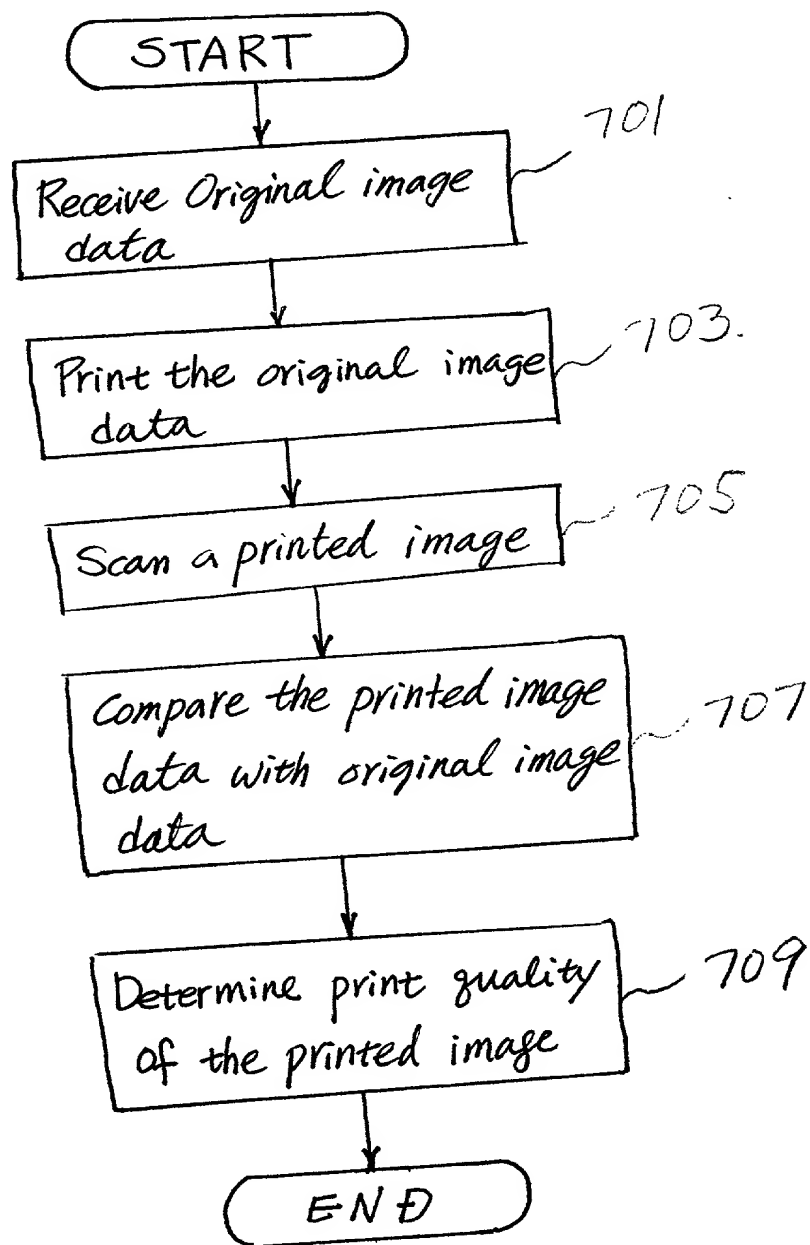 START
701
Receive Original image
data
703.
Print the original image
data
705
Scan a printed image
Compare the printed image
data with original image
data
707
Determine print quality
of the printed image
709
END